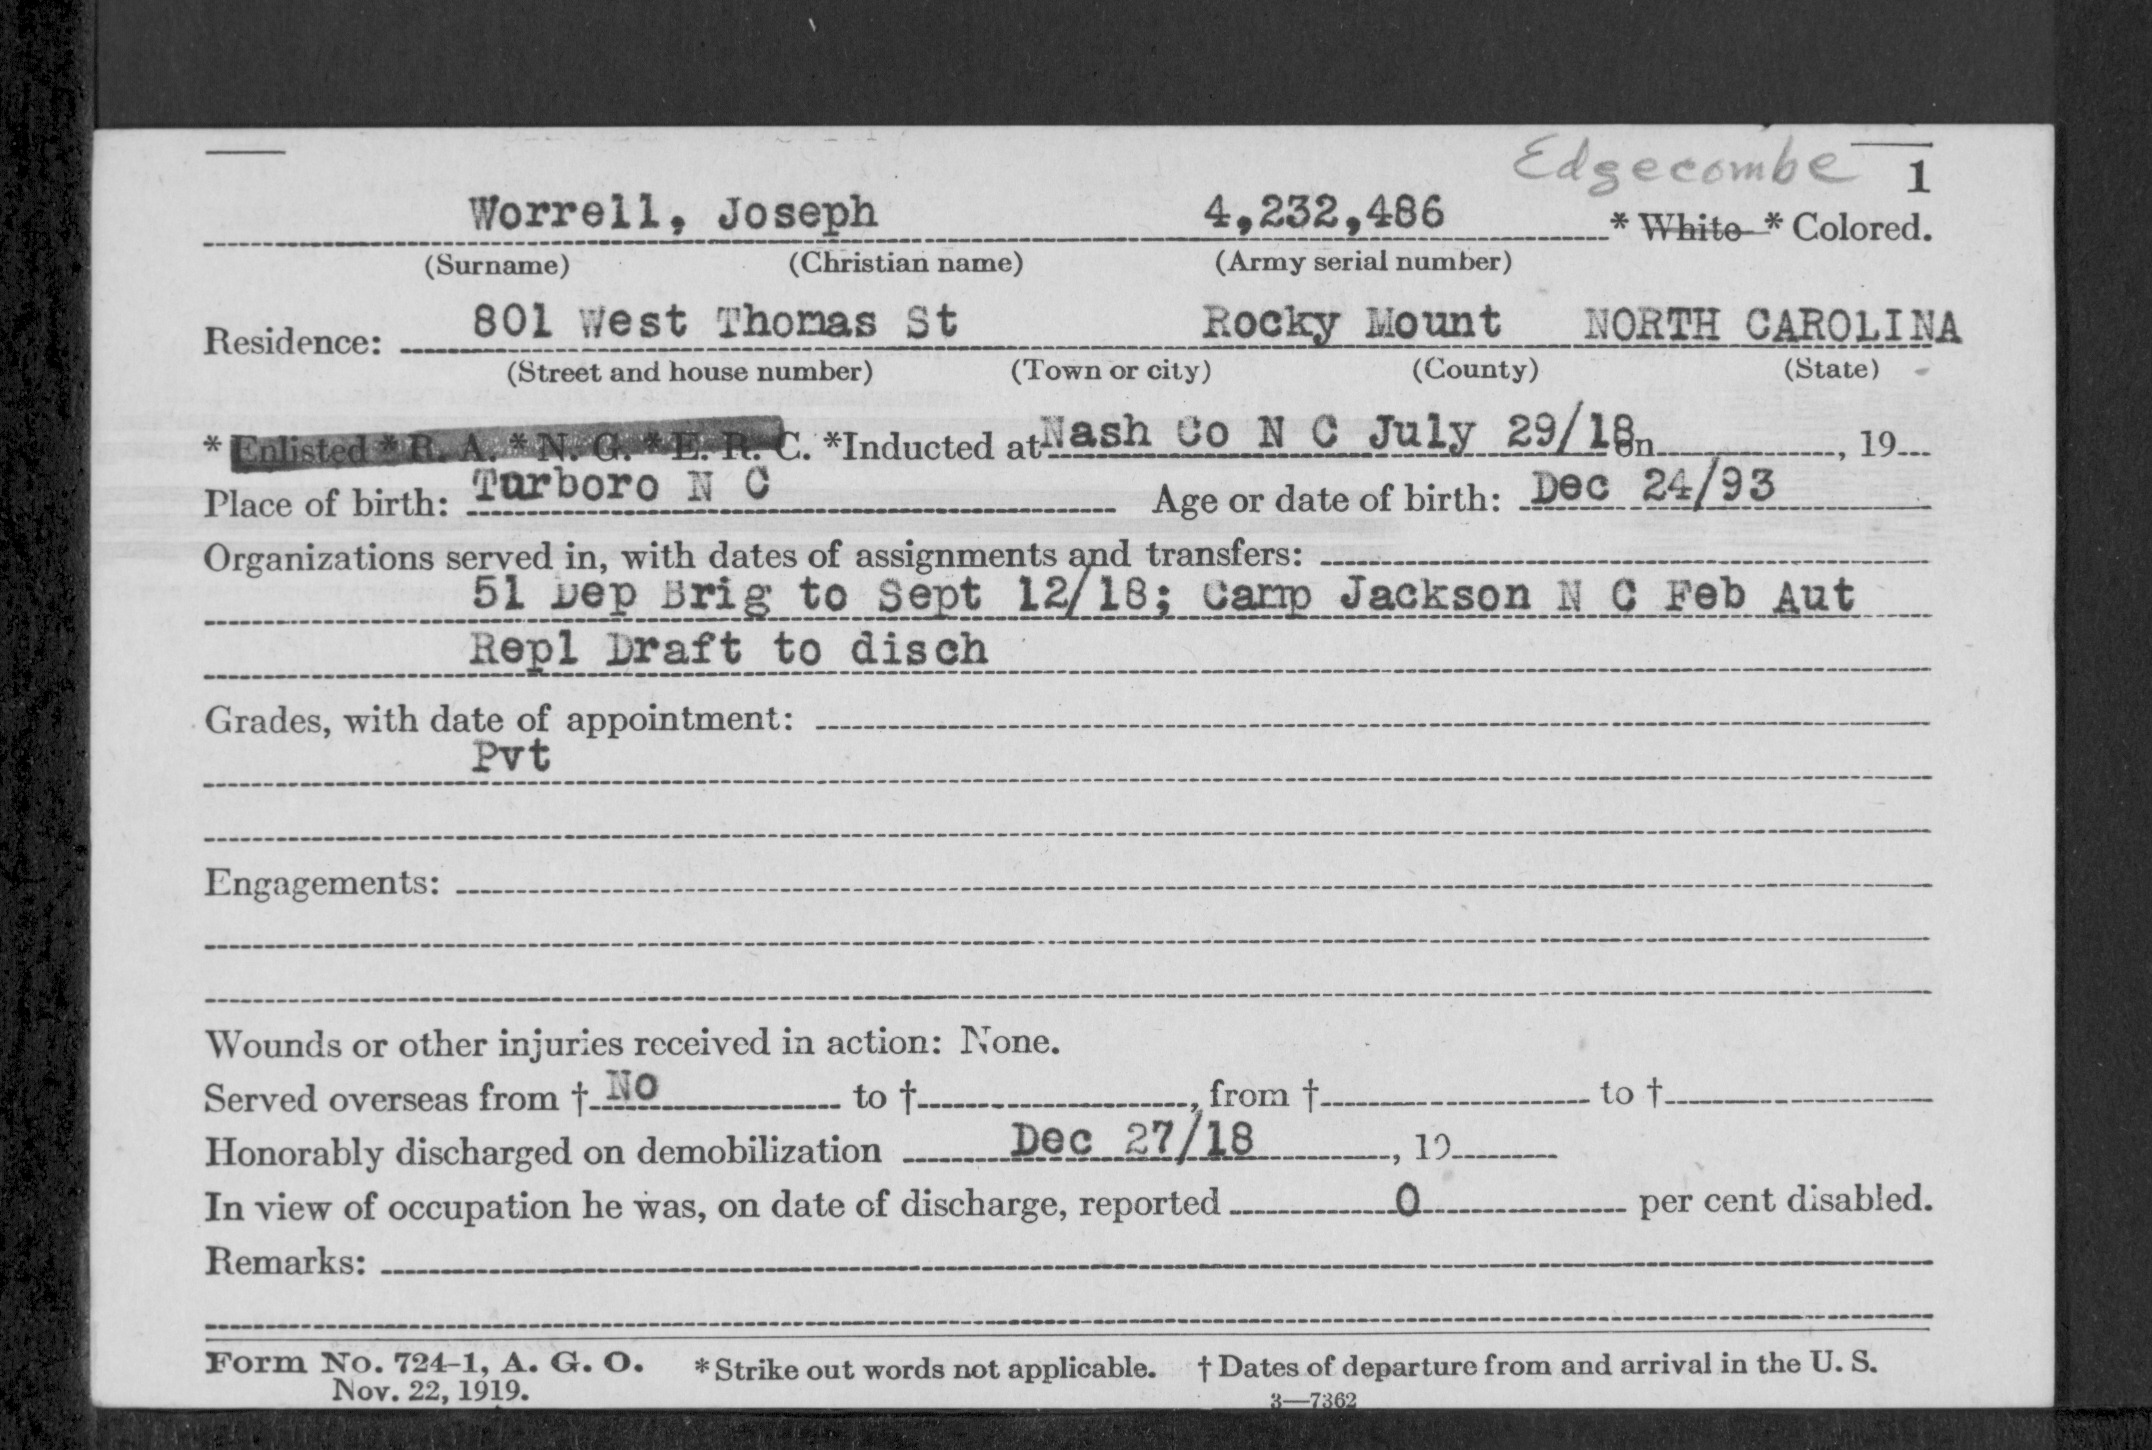 Edgecombe 1
Worrell, Joseph 4,232,486 * White * Colored.
(Surname) (Christian name) (Army serial number)
Residence: 801 West Thomas St Rocky Mount NORTH CAROLINA
(Street and house number) (Town or city) (County) (State)
* Enlisted * R. A. * N. G. * E. R. C. *Inducted at Nash Co N C July 29/18 on , 19
Place of birth: Tarboro N C Age or date of birth: Dec 24/93
Organizations served in, with dates of assignments and transfers:
51 Dep Brig to Sept 12/18; Camp Jackson N C Feb Aut
Repl Draft to disch
Grades, with date of appointment:
Pvt
Engagements:
Wounds or other injuries received in action: None.
Served overseas from † No to † , from † to †
Honorably discharged on demobilization Dec 27/18 , 19
In view of occupation he was, on date of discharge, reported 0 per cent disabled.
Remarks:
Form No. 724-1, A. G. O. * Strike out words not applicable. † Dates of departure from and arrival in the U. S.
Nov. 22, 1919. 3—7362